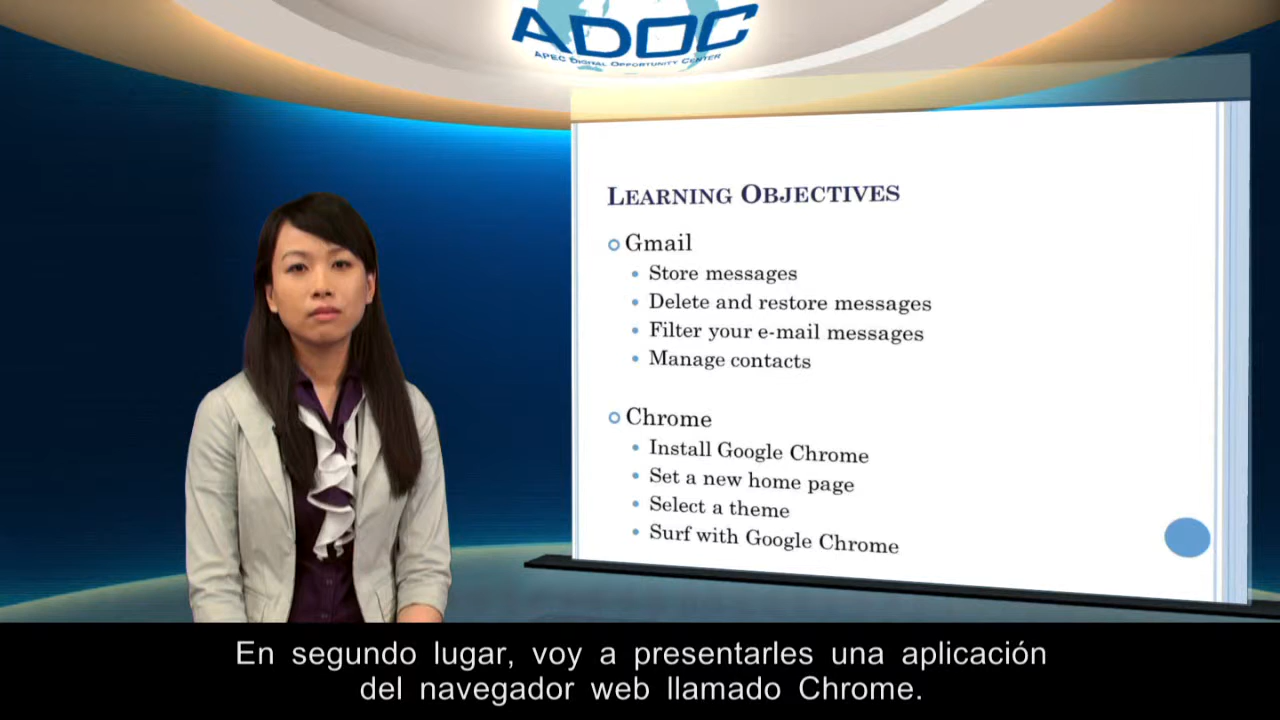 ADOC
APEC DIGITAL OPPORTUNITY CENTER
LEARNING OBJECTIVES
Gmail
Store messages
Delete and restore messages
Filter your e-mail messages
Manage contacts
Chrome
Install Google Chrome
Set a new home page
Select a theme
Surf with Google Chrome
En segundo lugar, voy a presentarles una aplicación
del navegador web llamado Chrome.